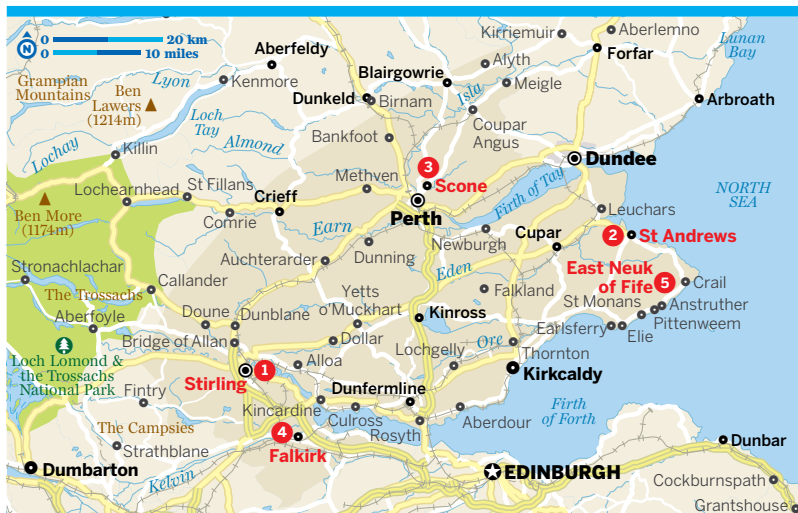 0 20 km
N
0 10 miles
Kirriemuir
Aberlemno
Lunan
Bay
Aberfeldy
Forfar
Alyth
Blairgowrie
Meigle
Grampian
Mountains
Lyon
Kenmore
Ben
Lawers
(1214m)
Dunkeld
Birnam
Isla
Arbroath
Loch
Tay
Almond
Bankfoot
Coupar
Angus
Lochay
Killin
Dundee
3
Scone
Methven
St Fillans
Lochearnhead
Crieff
Perth
Firth of Tay
NORTH
SEA
Ben More
(1174m)
Comrie
Earn
Leuchars
Newburgh
Cupar
2
St Andrews
Stronachlachar
Auchterarder
Dunning
Eden
East Neuk
of Fife
5
Crail
Callander
The Trossachs
Yetts
o'Muckhart
Falkland
St Monans
Anstruther
Pittenweem
Aberfoyle
Doune
Dunblane
Kinross
Earlsferry
Elie
Bridge of Allan
Dollar
Lochgelly
Ore
Thornton
Loch Lomond &
the Trossachs
National Park
1
Stirling
Alloa
Kirkcaldy
Fintry
Dunfermline
Kincardine
Culross
Rosyth
Aberdour
Firth
of Forth
The Campsies
4
Falkirk
Strathblane
Dunbar
Dumbarton
Kelvin
EDINBURGH
Cockburnspath
Grantshouse